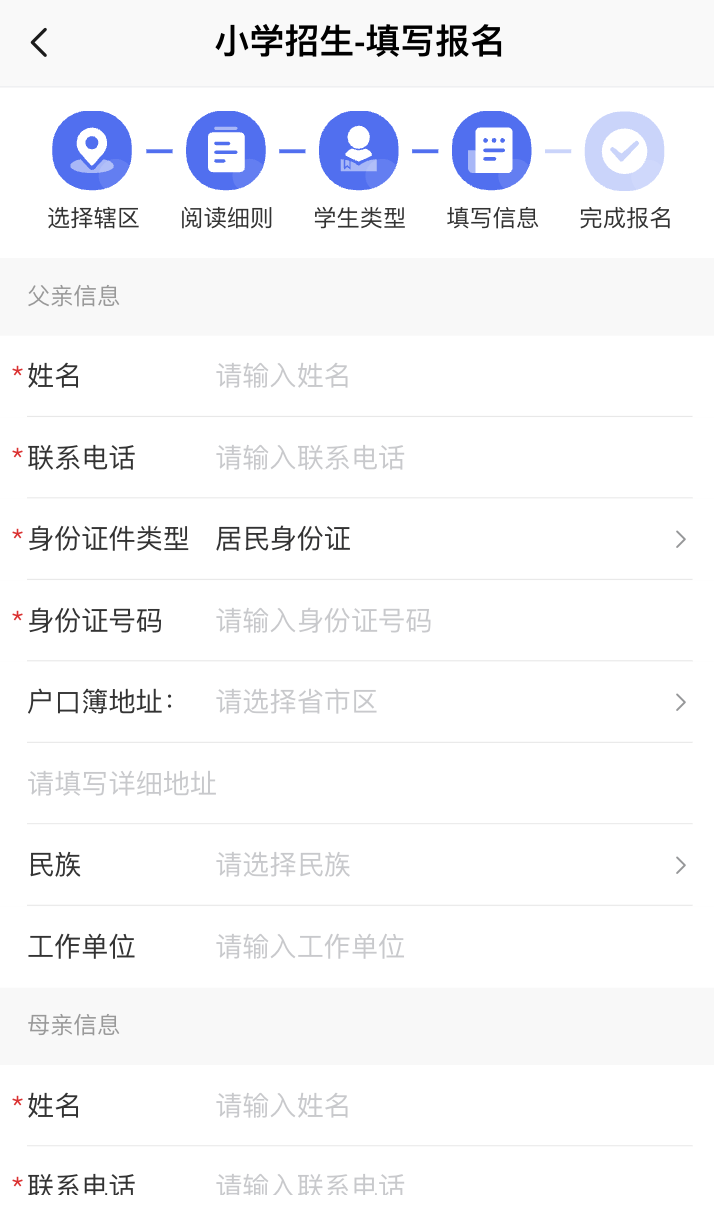 小学招生-填写报名
选择辖区 阅读细则 学生类型 填写信息 完成报名
父亲信息
*姓名 请输入姓名
*联系电话 请输入联系电话
*身份证件类型 居民身份证
*身份证号码 请输入身份证号码
户口簿地址： 请选择省市区
请填写详细地址
民族 请选择民族
工作单位 请输入工作单位
母亲信息
*姓名 请输入姓名
*联系电话 请输入联系电话